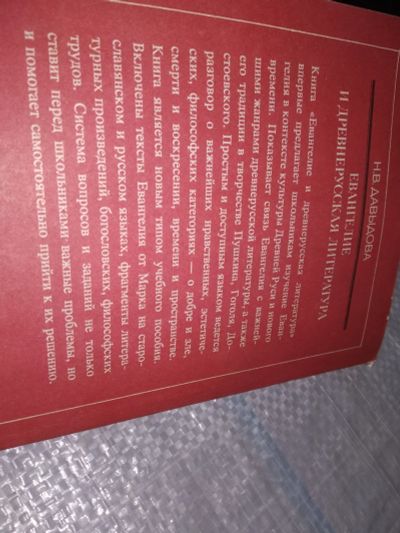 Н.В. ДАВЫДОВА
ЕВАНГЕЛИЕ
И ДРЕВНЕРУССКАЯ ЛИТЕРАТУРА
Книга «Евангелие и древнерусская литература»
впервые предлагает школьникам изучение Еван-
гелия в контексте культуры Древней Руси и нового
времени. Показывает связь Евангелия с важней-
шими жанрами древнерусской литературы, а также
его традиции в творчестве Пушкина, Гоголя, До-
стоевского. Простым и доступным языком ведется
разговор о важнейших нравственных, эстетиче-
ских, философских категориях — о добре и зле,
смерти и воскресении, времени и пространстве.
Книга является новым типом учебного пособия.
Включены тексты Евангелия от Марка на старо-
славянском и русском языках, фрагменты литера-
турных произведений, богословских, философских
трудов. Система вопросов и заданий не только
ставит перед школьниками важные проблемы, но
и помогает самостоятельно прийти к их решению.